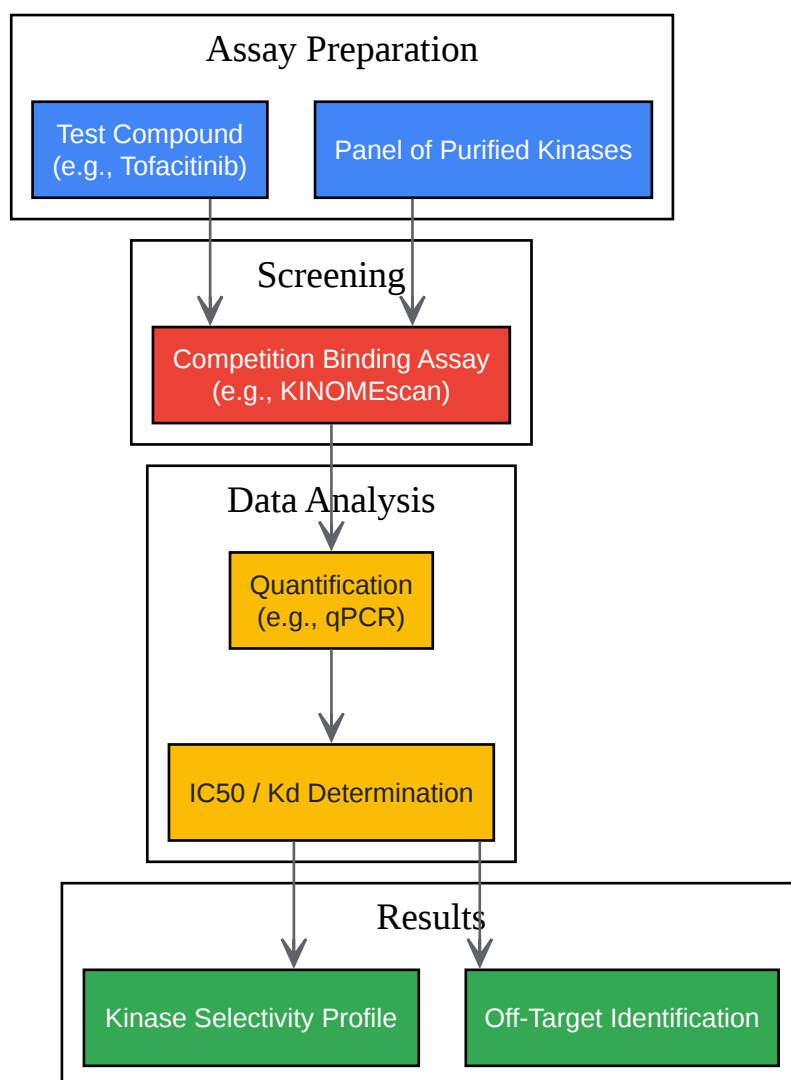 Assay Preparation
Test Compound
(e.g., Tofacitinib)
Panel of Purified Kinases
Screening
Competition Binding Assay
(e.g., KINOMEscan)
Data Analysis
Quantification
(e.g., qPCR)
IC50 / Kd Determination
Results
Kinase Selectivity Profile
Off-Target Identification